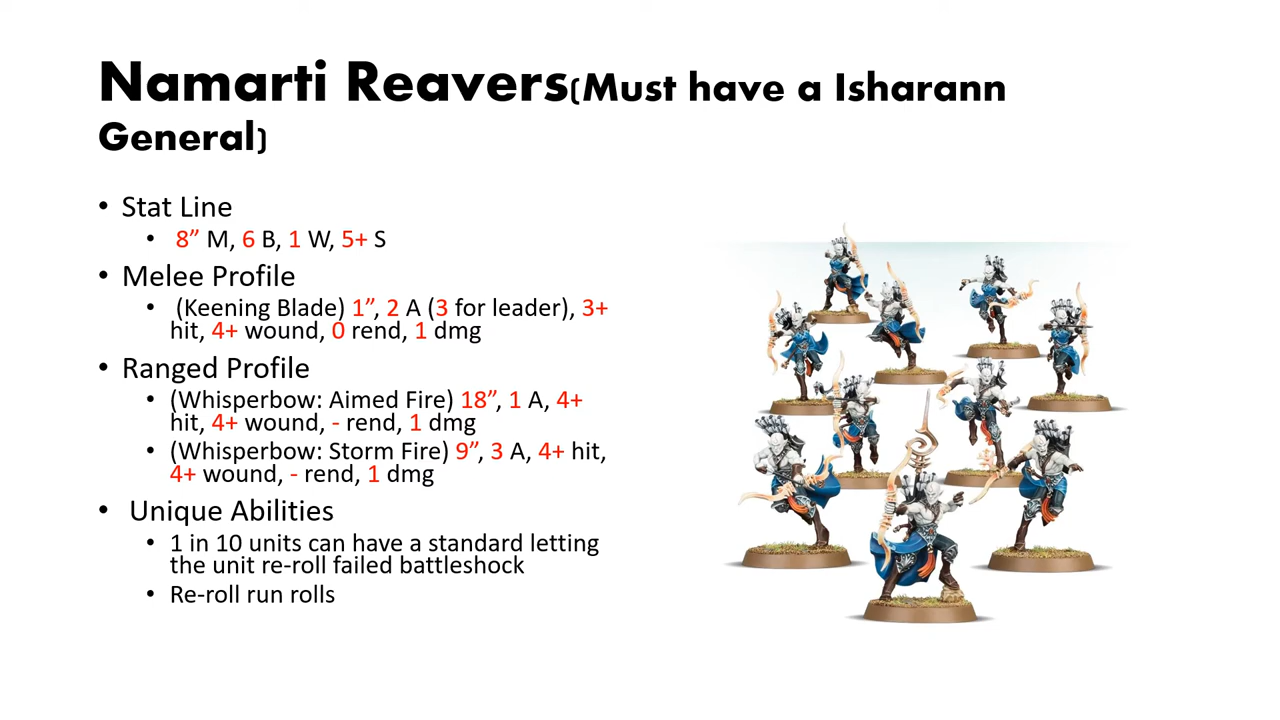 Namarti Reavers(Must have a Isharann
General)
• Stat Line
• 8” M, 6 B, 1 W, 5+ S
• Melee Profile
• (Keening Blade) 1”, 2 A (3 for leader), 3+
hit, 4+ wound, 0 rend, 1 dmg
• Ranged Profile
• (Whisperbow: Aimed Fire) 18”, 1 A, 4+
hit, 4+ wound, - rend, 1 dmg
• (Whisperbow: Storm Fire) 9”, 3 A, 4+ hit,
4+ wound, - rend, 1 dmg
• Unique Abilities
• 1 in 10 units can have a standard letting
the unit re-roll failed battleshock
• Re-roll run rolls